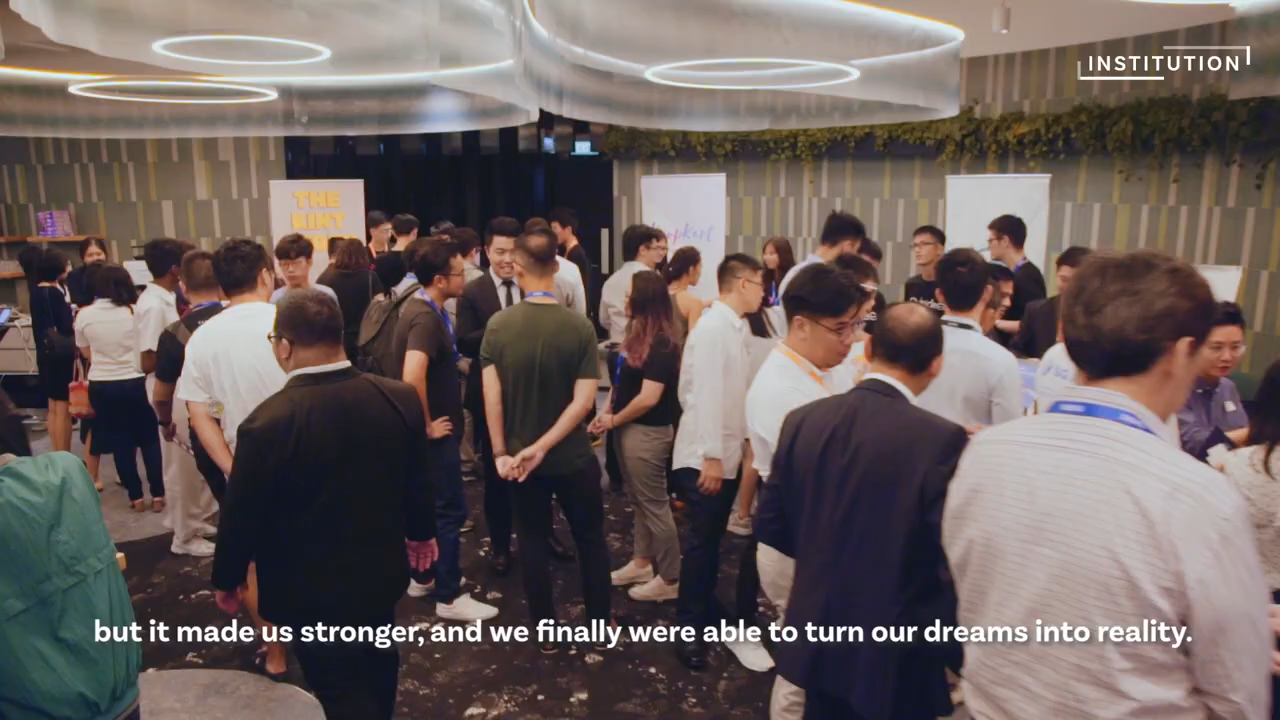 INSTITUTION
THE
but it made us stronger, and we finally were able to turn our dreams into reality.